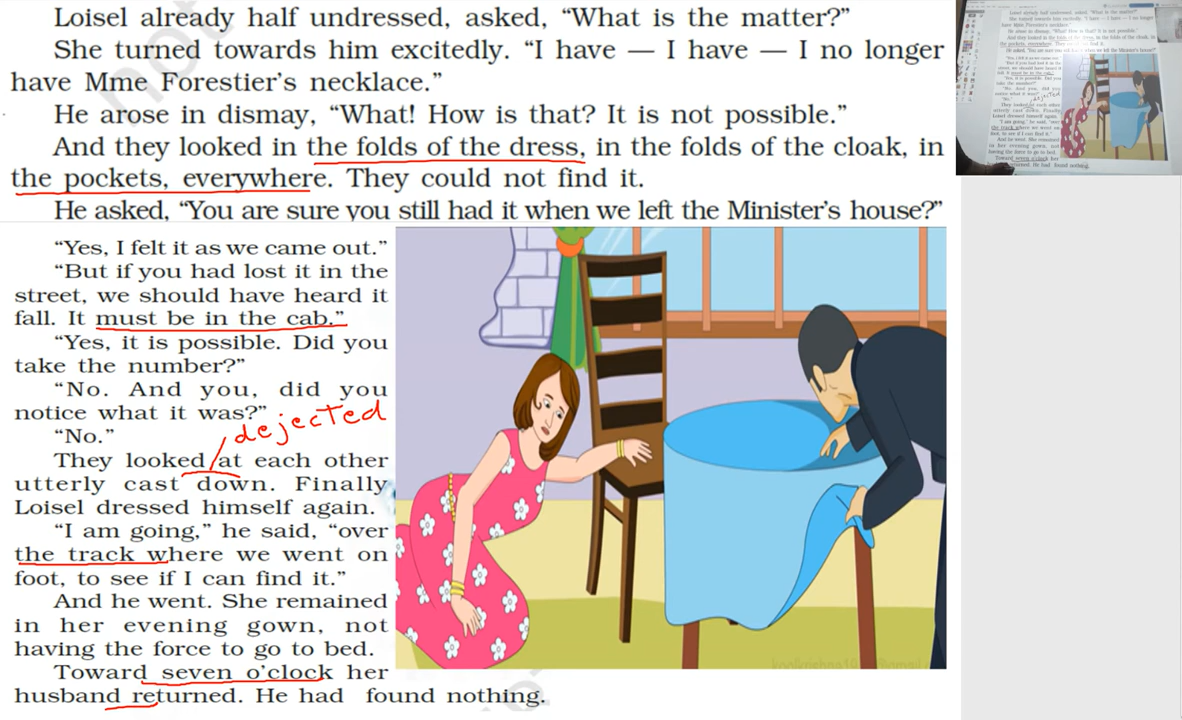 Loisel already half undressed, asked, “What is the matter?”
She turned towards him excitedly. “I have — I have — I no longer
have Mme Forestier’s necklace.”
He arose in dismay, “What! How is that? It is not possible.”
And they looked in the folds of the dress, in the folds of the cloak, in
the pockets, everywhere. They could not find it.
He asked, “You are sure you still had it when we left the Minister’s house?”
“Yes, I felt it as we came out.”
“But if you had lost it in the
street, we should have heard it
fall. It must be in the cab.”
“Yes, it is possible. Did you
take the number?”
“No. And you, did you
notice what it was?”
dejected
“No.”
They looked at each other
utterly cast down. Finally
Loisel dressed himself again.
“I am going,” he said, “over
the track where we went on
foot, to see if I can find it.”
And he went. She remained
in her evening gown, not
having the force to go to bed.
Toward seven o’clock her
husband returned. He had found nothing.